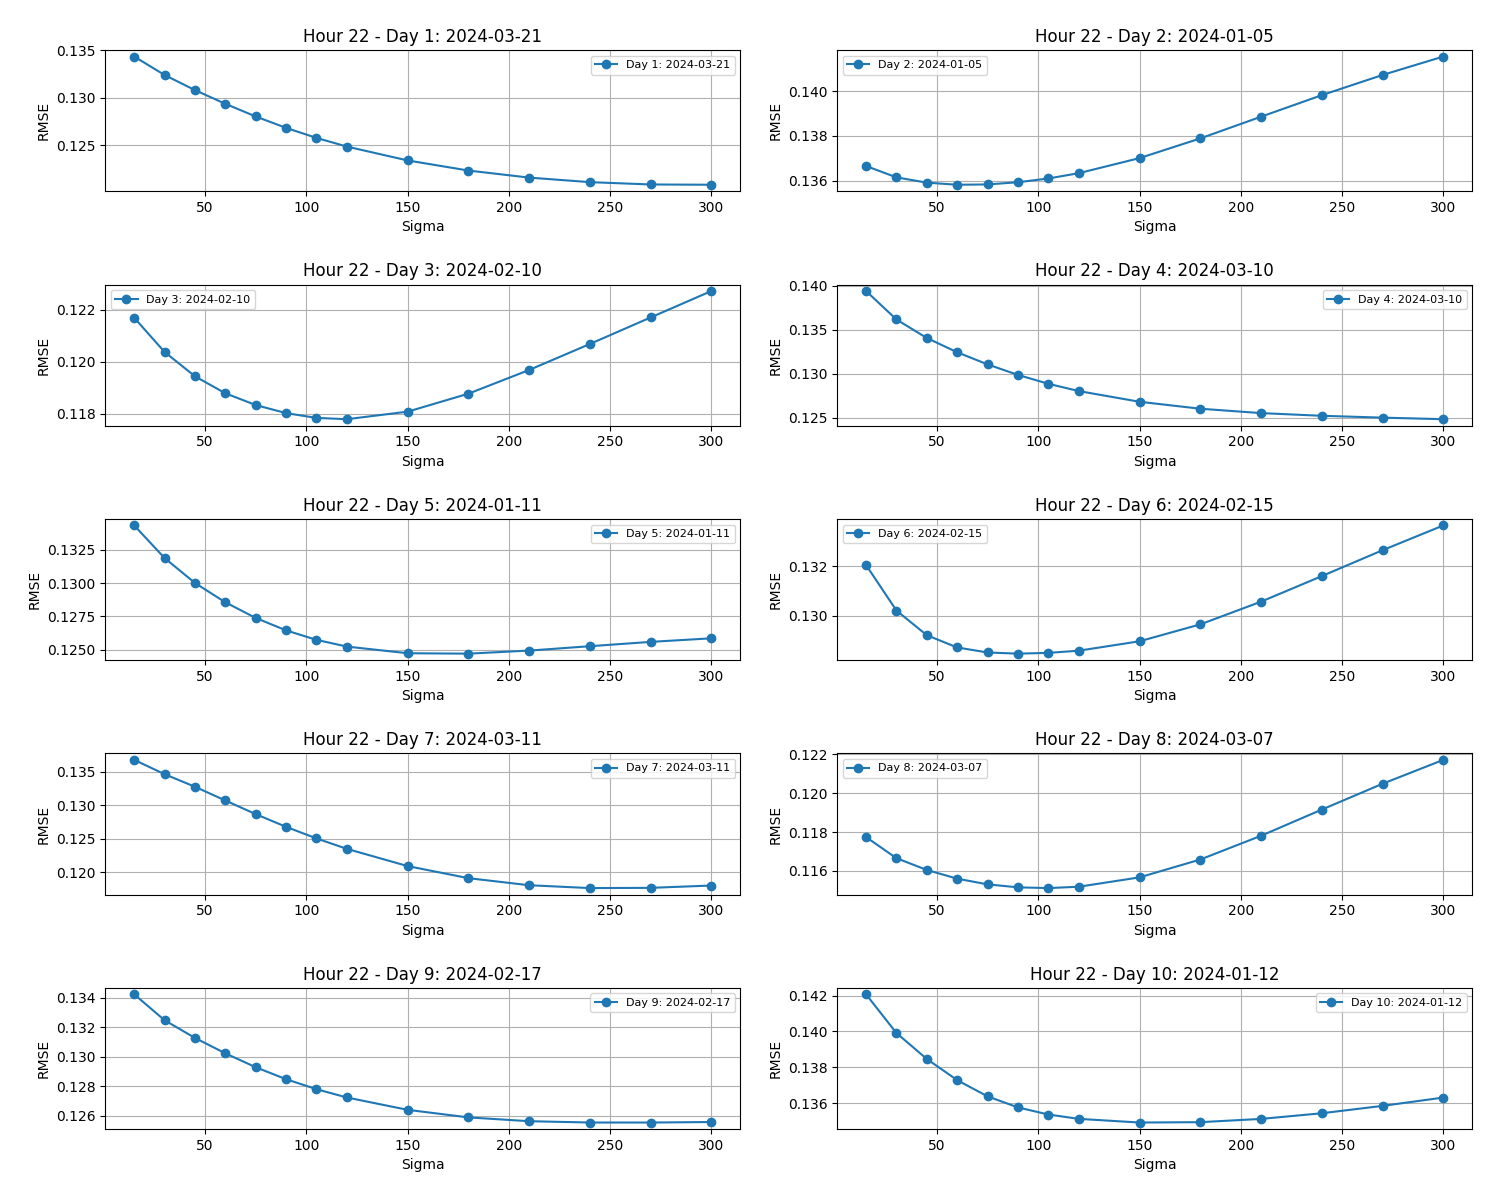 Hour 22 - Day 1: 2024-03-21
Day 1: 2024-03-21
0.135
0.130
0.125
RMSE
50 100 150 200 250 300
Sigma
Hour 22 - Day 2: 2024-01-05
Day 2: 2024-01-05
0.140
0.138
0.136
RMSE
50 100 150 200 250 300
Sigma
Hour 22 - Day 3: 2024-02-10
Day 3: 2024-02-10
0.122
0.120
0.118
RMSE
50 100 150 200 250 300
Sigma
Hour 22 - Day 4: 2024-03-10
Day 4: 2024-03-10
0.140
0.135
0.130
0.125
RMSE
50 100 150 200 250 300
Sigma
Hour 22 - Day 5: 2024-01-11
Day 5: 2024-01-11
0.1325
0.1300
0.1275
0.1250
RMSE
50 100 150 200 250 300
Sigma
Hour 22 - Day 6: 2024-02-15
Day 6: 2024-02-15
0.132
0.130
RMSE
50 100 150 200 250 300
Sigma
Hour 22 - Day 7: 2024-03-11
Day 7: 2024-03-11
0.135
0.130
0.125
0.120
RMSE
50 100 150 200 250 300
Sigma
Hour 22 - Day 8: 2024-03-07
Day 8: 2024-03-07
0.122
0.120
0.118
0.116
RMSE
50 100 150 200 250 300
Sigma
Hour 22 - Day 9: 2024-02-17
Day 9: 2024-02-17
0.134
0.132
0.130
0.128
0.126
RMSE
50 100 150 200 250 300
Sigma
Hour 22 - Day 10: 2024-01-12
Day 10: 2024-01-12
0.142
0.140
0.138
0.136
RMSE
50 100 150 200 250 300
Sigma